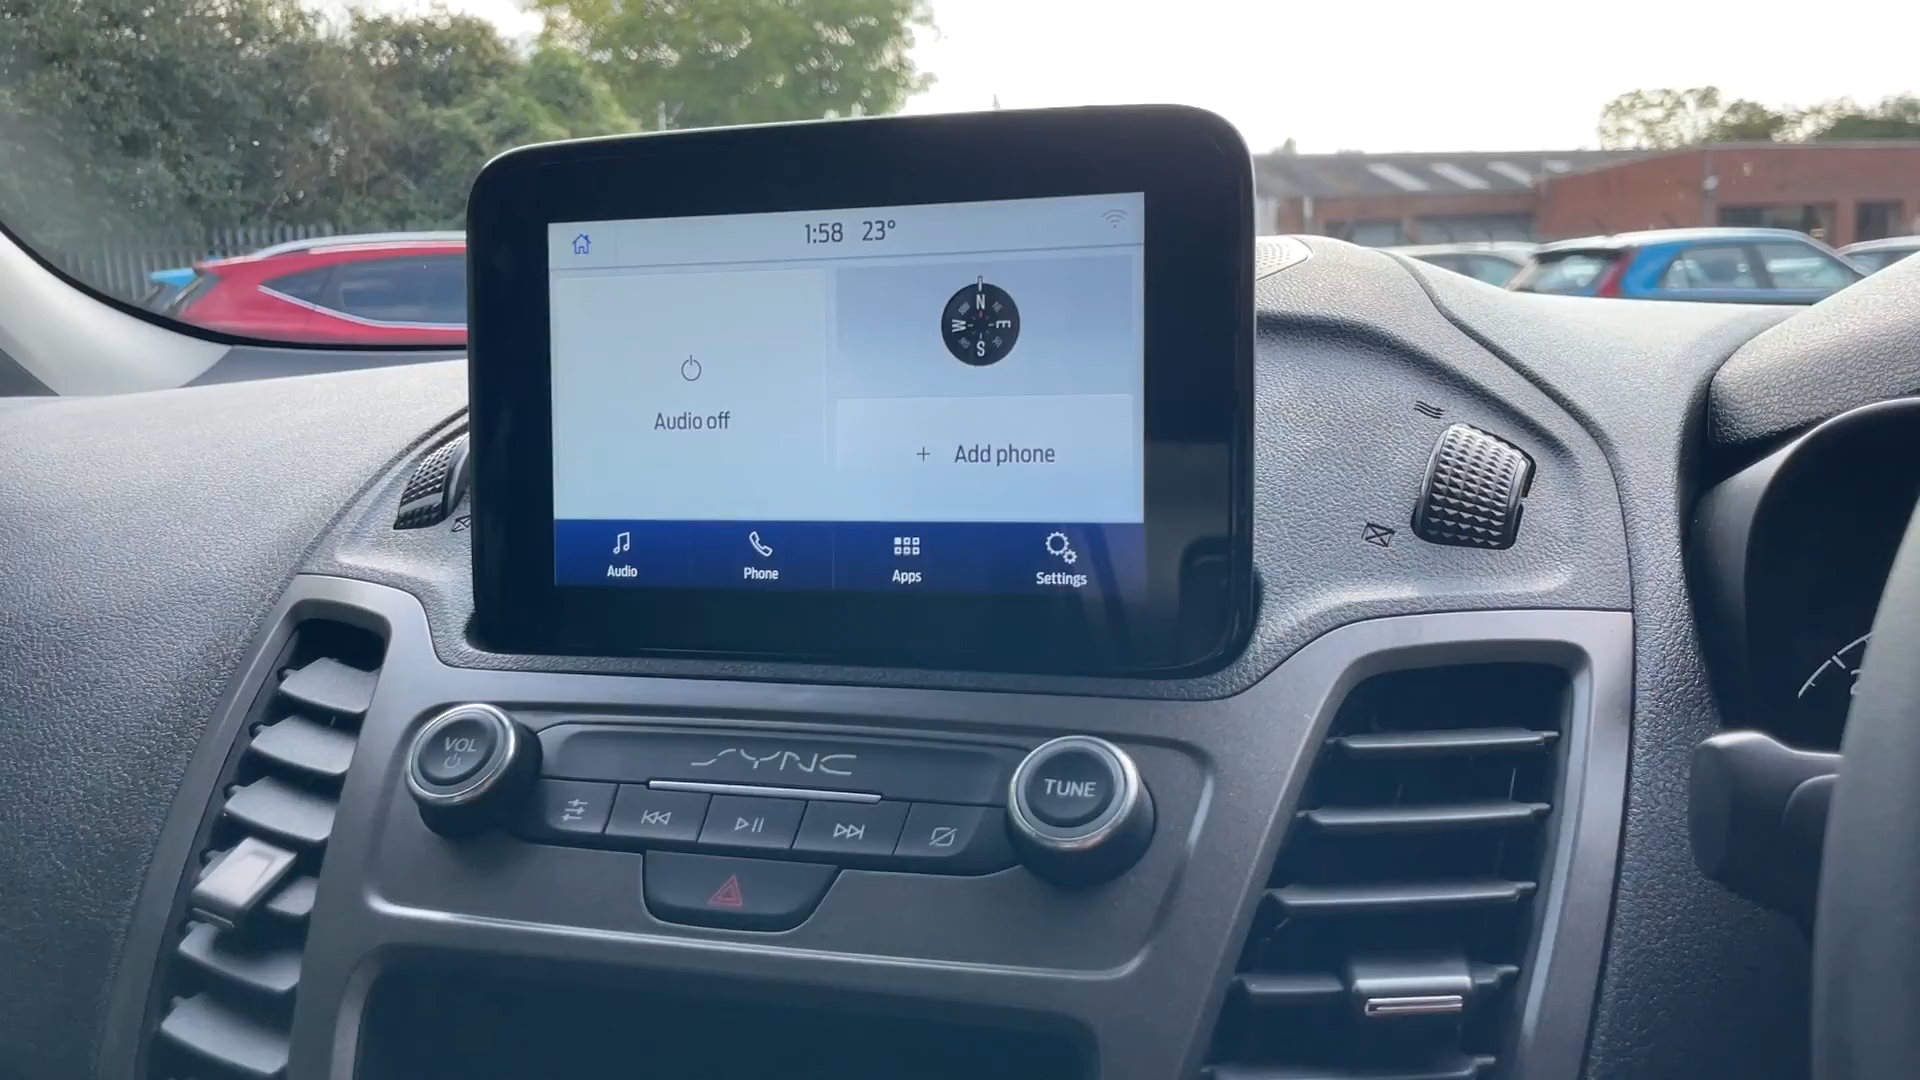 1:58 23°
N
W E
S
Audio off
+ Add phone
Audio Phone Apps Settings
VOL
SYNC
TUNE